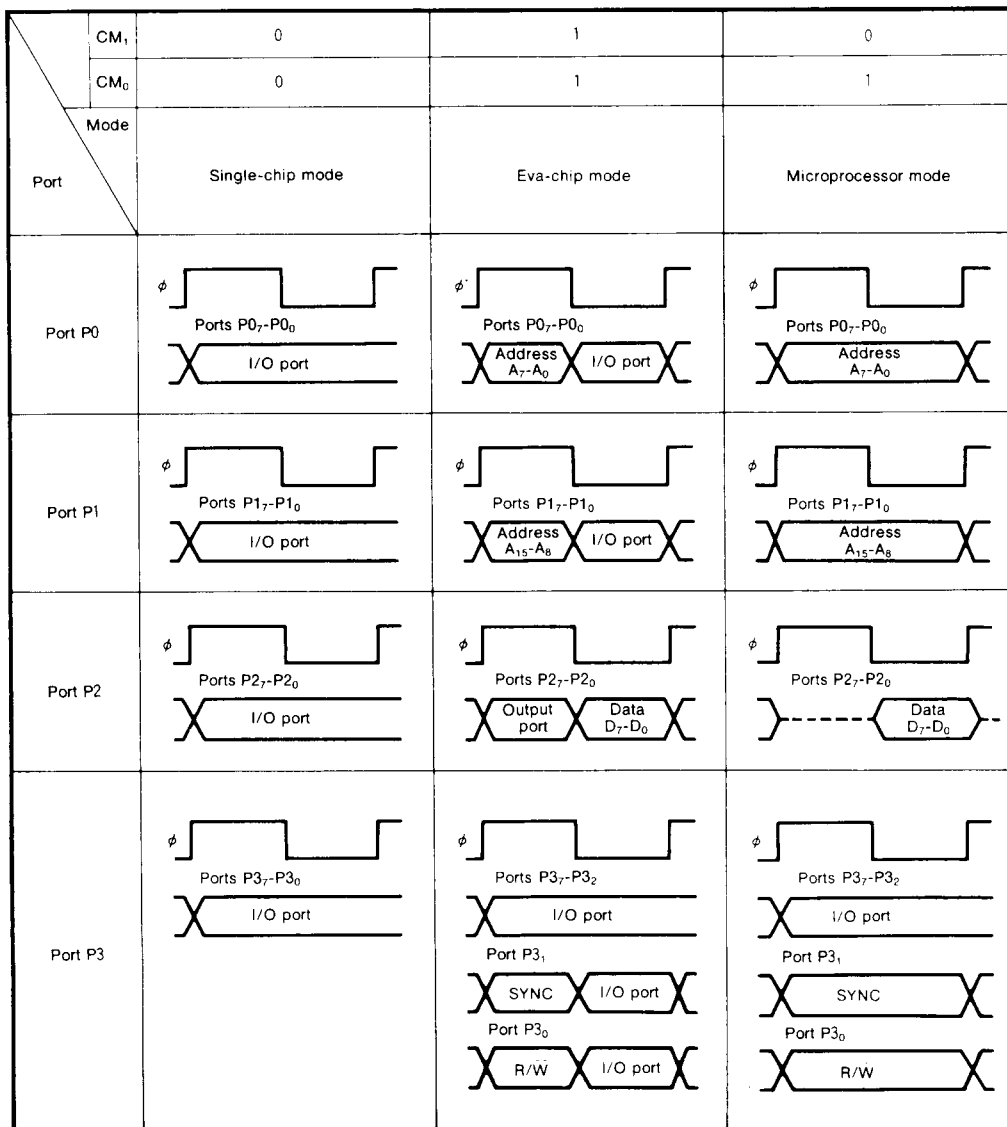 CM₁ 0 1 0
CM₀ 0 1 1
Mode
Port
Single-chip mode Eva-chip mode Microprocessor mode
Port P0
ϕ ϕ ϕ
Ports P0₇-P0₀ Ports P0₇-P0₀ Ports P0₇-P0₀
I/O port Address A₇-A₀ I/O port Address A₇-A₀
Port P1
ϕ ϕ ϕ
Ports P1₇-P1₀ Ports P1₇-P1₀ Ports P1₇-P1₀
I/O port Address A₁₅-A₈ I/O port Address A₁₅-A₈
Port P2
ϕ ϕ ϕ
Ports P2₇-P2₀ Ports P2₇-P2₀ Ports P2₇-P2₀
I/O port Output port Data D₇-D₀ Data D₇-D₀
Port P3
ϕ ϕ ϕ
Ports P3₇-P3₀ Ports P3₇-P3₂ Ports P3₇-P3₂
I/O port I/O port I/O port
Port P3₁ Port P3₁
SYNC I/O port SYNC
Port P3₀ Port P3₀
R/W I/O port R/W